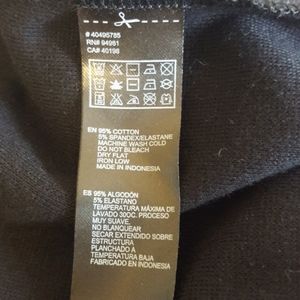 # 40495785
RN# 94981
CA# 40198
EN 95% COTTON
5% SPANDEX/ELASTANE
MACHINE WASH COLD
DO NOT BLEACH
DRY FLAT
IRON LOW
MADE IN INDONESIA
ES 95% ALGODÓN
5% ELASTANO
TEMPERATURA MÁXIMA DE
LAVADO 30ºC. PROCESO
MUY SUAVE.
NO BLANQUEAR
SECAR EXTENDIDO SOBRE
ESTRUCTURA
PLANCHADO A
TEMPERATURA BAJA
FABRICADO EN INDONESIA